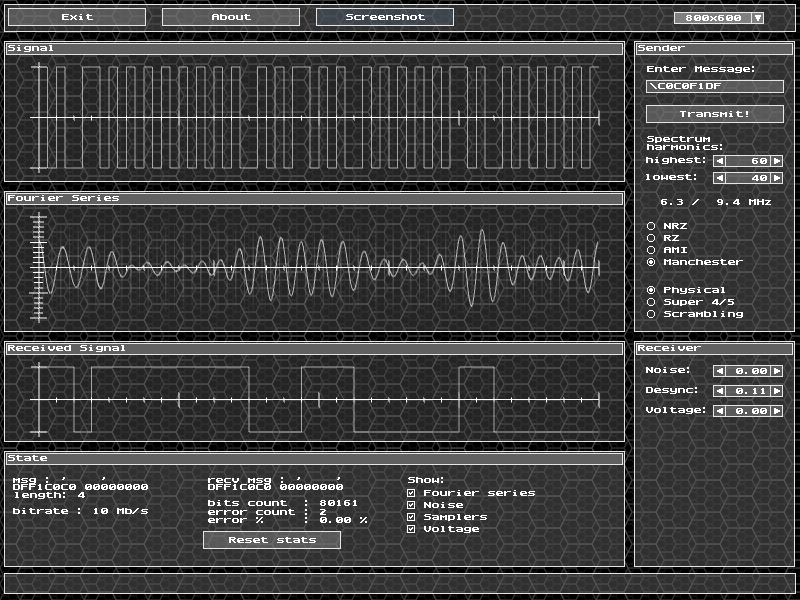 Exit About Screenshot 800x600
Signal
Sender
Enter Message:
\C0C0F1DF
Transmit!
Spectrum
harmonics:
highest: 60
lowest: 40
6.3 / 9.4 MHz
NRZ
RZ
AMI
Manchester
Physical
Super 4/5
Scrambling
Fourier Series
Received Signal
Receiver
Noise: 0.00
Desync: 0.11
Voltage: 0.00
State
msg : ' '
DFF1C0C0 00000000
length: 4
bitrate : 10 Mb/s
recv msg : ' '
DFF1C0C0 00000000
bits count : 80161
error count : 2
error % : 0.00 %
Reset stats
Show:
Fourier series
Noise
Samplers
Voltage